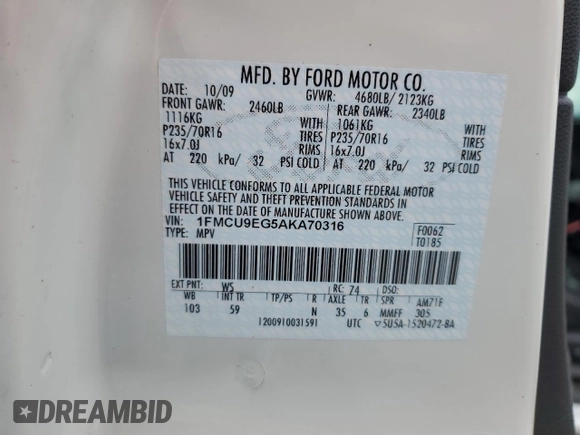 MFD. BY FORD MOTOR CO.
DATE: 10/09 GVWR: 4680LB/ 2123KG
FRONT GAWR: 2460LB REAR GAWR: 2340LB
1116KG WITH 1061KG WITH
P235/70R16 TIRES P235/70R16 TIRES
16x7.0J RIMS 16x7.0J RIMS
AT 220 kPa/ 32 PSI COLD AT 220 kPa/ 32 PSI COLD
THIS VEHICLE CONFORMS TO ALL APPLICABLE FEDERAL MOTOR
VEHICLE SAFETY AND THEFT PREVENTION STANDARDS IN
EFFECT ON THE DATE OF MANUFACTURE SHOWN ABOVE.
VIN: 1FMCU9EG5AKA70316 F0062
TYPE: MPV T0185
EXT PNT: WS RC: 74 DSO:
WB INT TR TP/PS R AXLE TR SPR AM71F
103 59 N 35 6 MMFF 305
1200910031591 UTC ▽5U5A-1520472-BA
DREAMBID